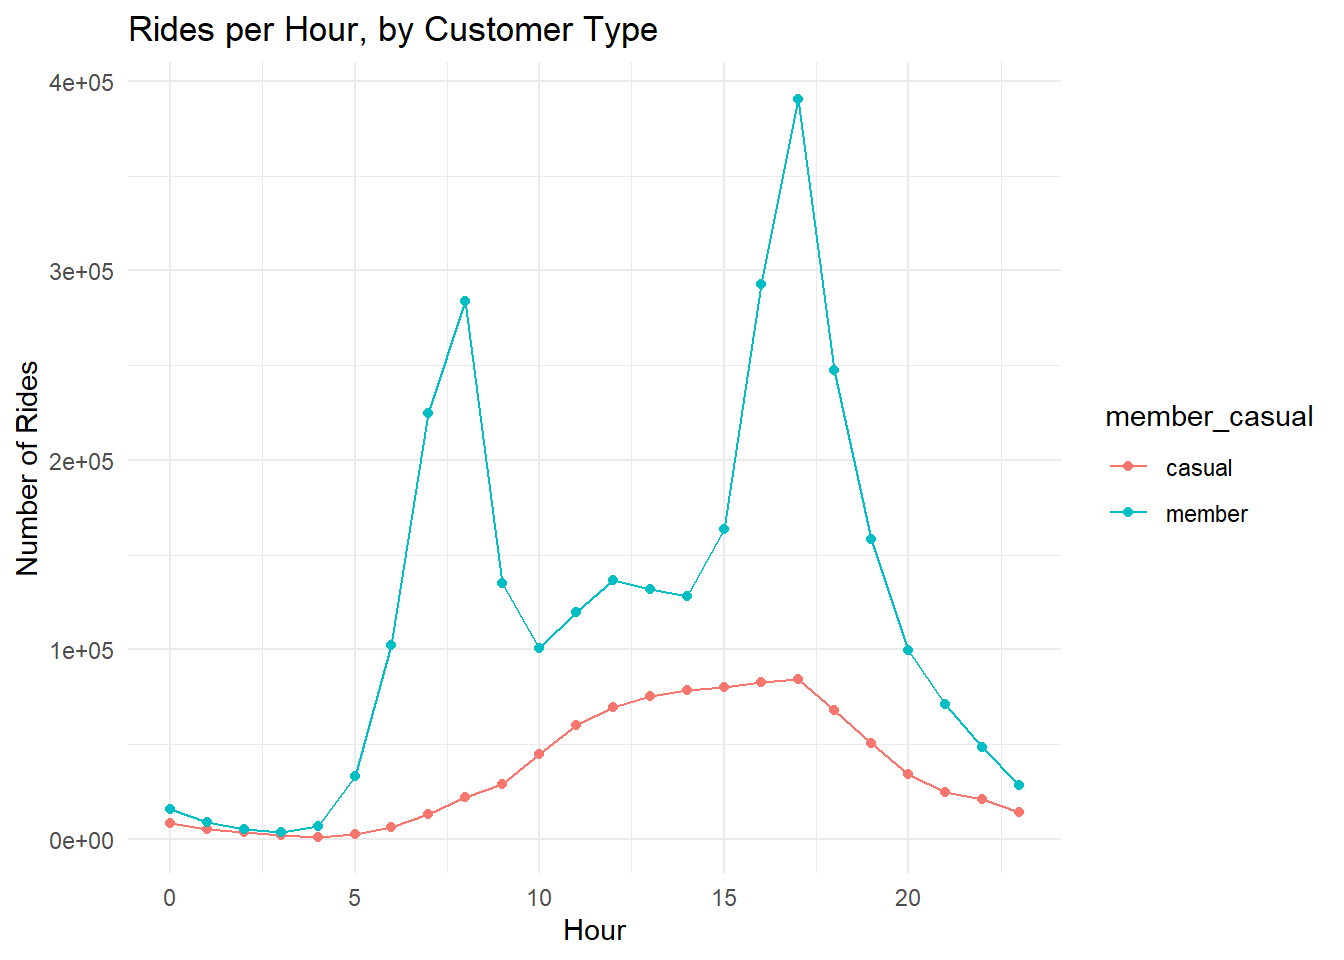 Rides per Hour, by Customer Type
4e+05
3e+05
2e+05
1e+05
0e+00
Number of Rides
0 5 10 15 20
Hour
member_casual
casual
member